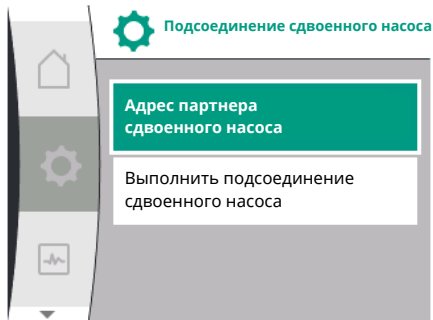 Подсоединение сдвоенного насоса
Адрес партнера
сдвоенного насоса
Выполнить подсоединение
сдвоенного насоса